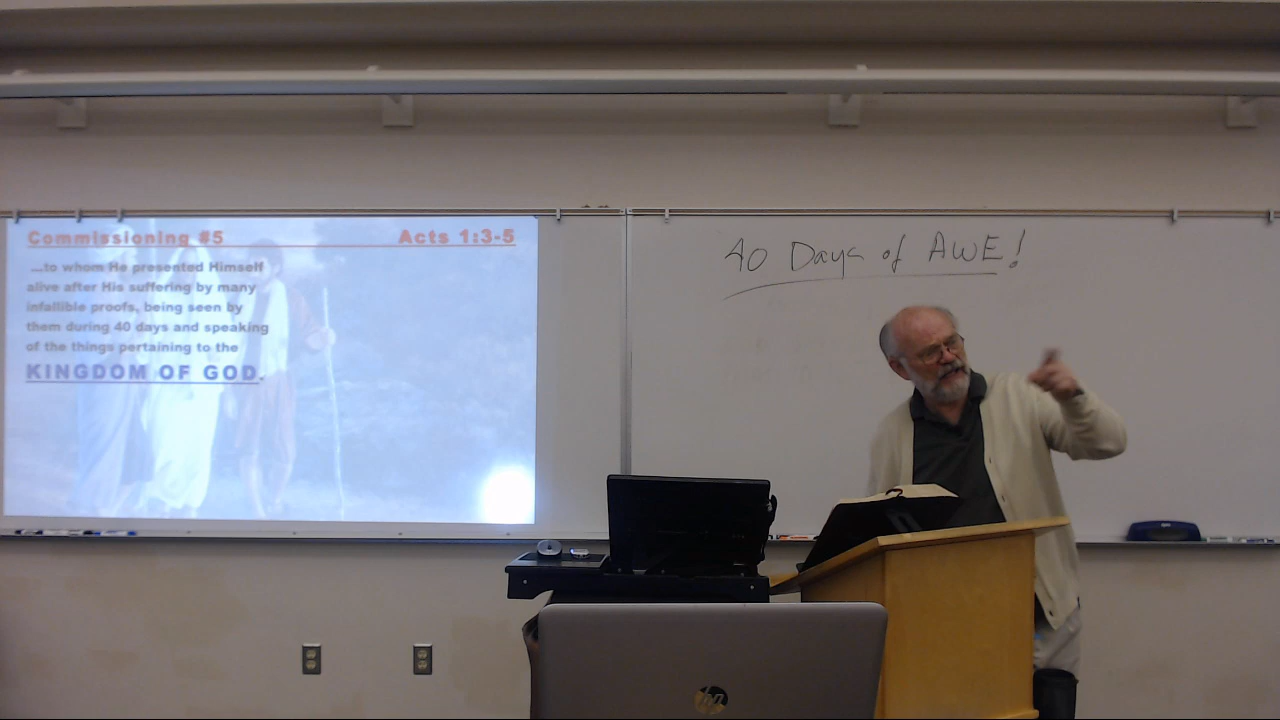 Commissioning #5 Acts 1:3-5
...to whom He presented Himself
alive after His suffering by many
infallible proofs, being seen by
them during 40 days and speaking
of the things pertaining to the
KINGDOM OF GOD.
40 Days of AWE!
hp